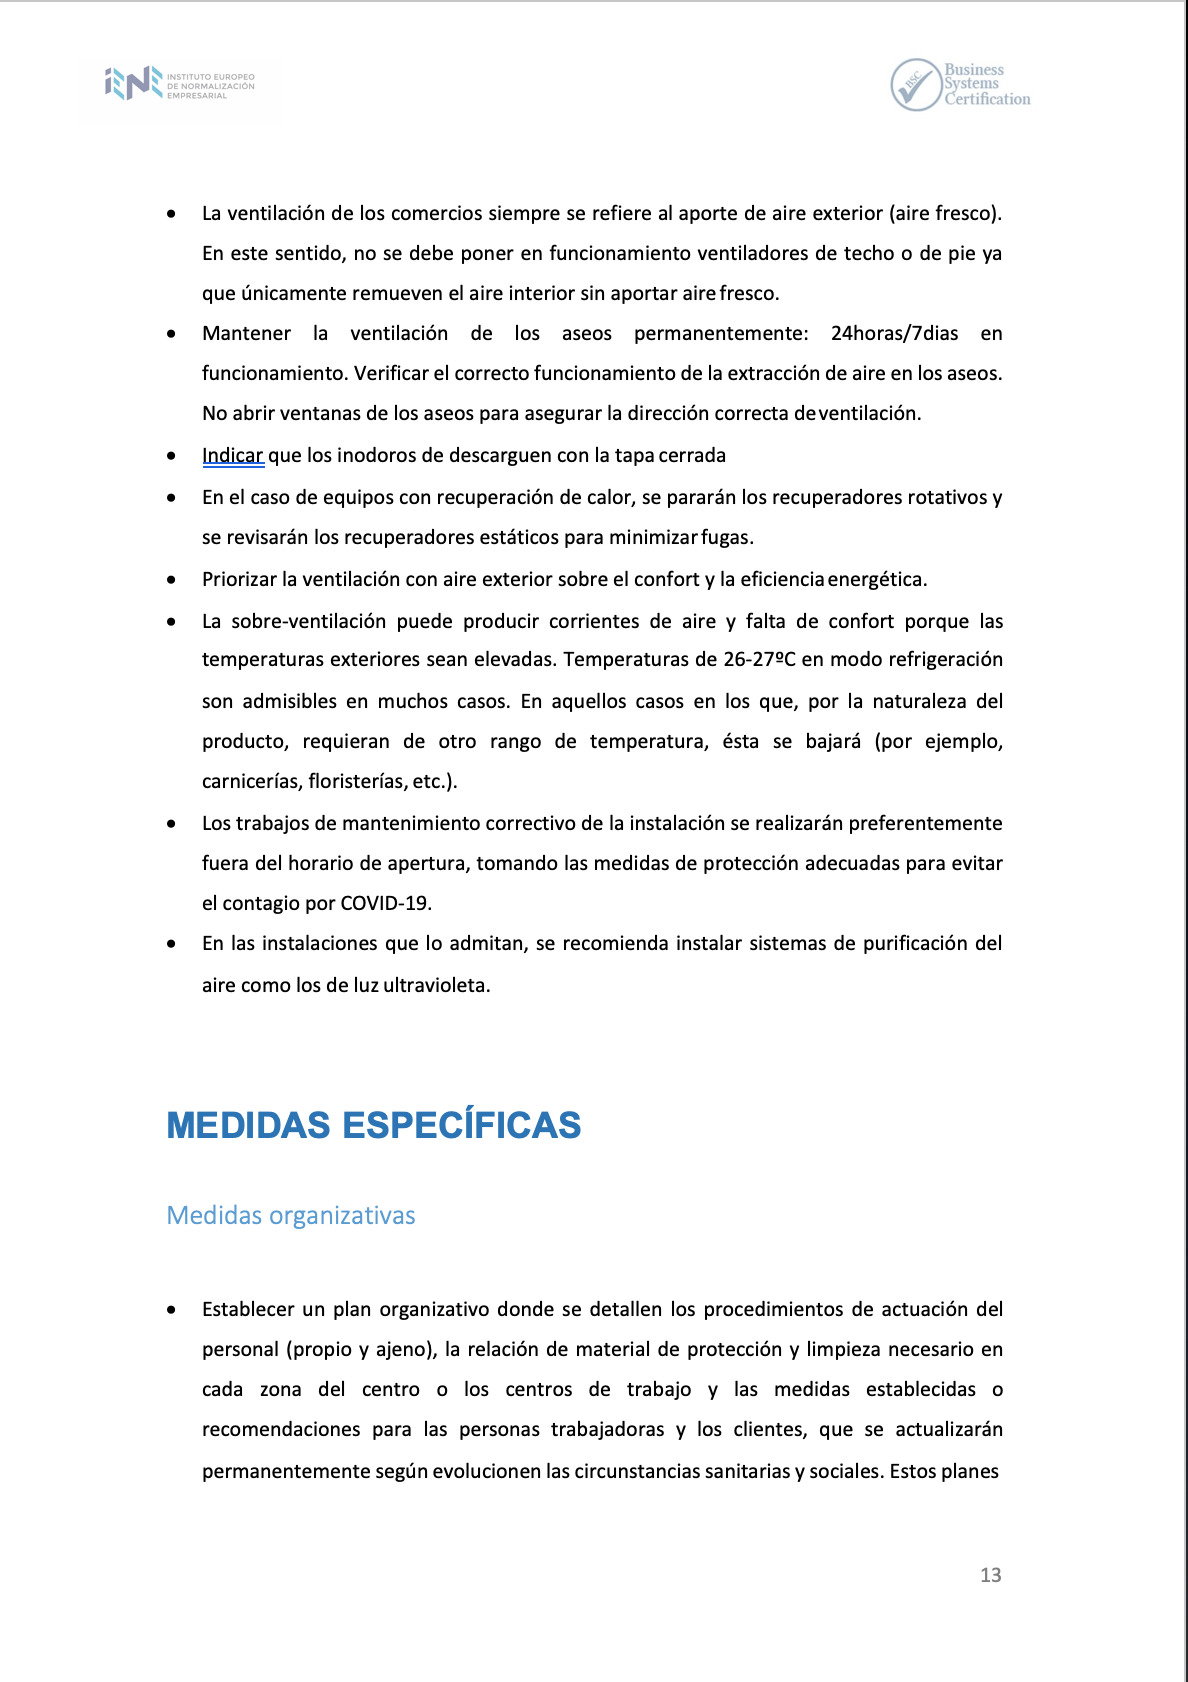 iENE INSTITUTO EUROPEO
DE NORMALIZACIÓN
EMPRESARIAL
BSC
Business
Systems
Certification
• La ventilación de los comercios siempre se refiere al aporte de aire exterior (aire fresco).
En este sentido, no se debe poner en funcionamiento ventiladores de techo o de pie ya
que únicamente remueven el aire interior sin aportar aire fresco.
• Mantener la ventilación de los aseos permanentemente: 24horas/7dias en
funcionamiento. Verificar el correcto funcionamiento de la extracción de aire en los aseos.
No abrir ventanas de los aseos para asegurar la dirección correcta de ventilación.
• Indicar que los inodoros de descarguen con la tapa cerrada
• En el caso de equipos con recuperación de calor, se pararán los recuperadores rotativos y
se revisarán los recuperadores estáticos para minimizar fugas.
• Priorizar la ventilación con aire exterior sobre el confort y la eficiencia energética.
• La sobre-ventilación puede producir corrientes de aire y falta de confort porque las
temperaturas exteriores sean elevadas. Temperaturas de 26-27ºC en modo refrigeración
son admisibles en muchos casos. En aquellos casos en los que, por la naturaleza del
producto, requieran de otro rango de temperatura, ésta se bajará (por ejemplo,
carnicerías, floristerías, etc.).
• Los trabajos de mantenimiento correctivo de la instalación se realizarán preferentemente
fuera del horario de apertura, tomando las medidas de protección adecuadas para evitar
el contagio por COVID-19.
• En las instalaciones que lo admitan, se recomienda instalar sistemas de purificación del
aire como los de luz ultravioleta.
MEDIDAS ESPECÍFICAS
Medidas organizativas
• Establecer un plan organizativo donde se detallen los procedimientos de actuación del
personal (propio y ajeno), la relación de material de protección y limpieza necesario en
cada zona del centro o los centros de trabajo y las medidas establecidas o
recomendaciones para las personas trabajadoras y los clientes, que se actualizarán
permanentemente según evolucionen las circunstancias sanitarias y sociales. Estos planes
13